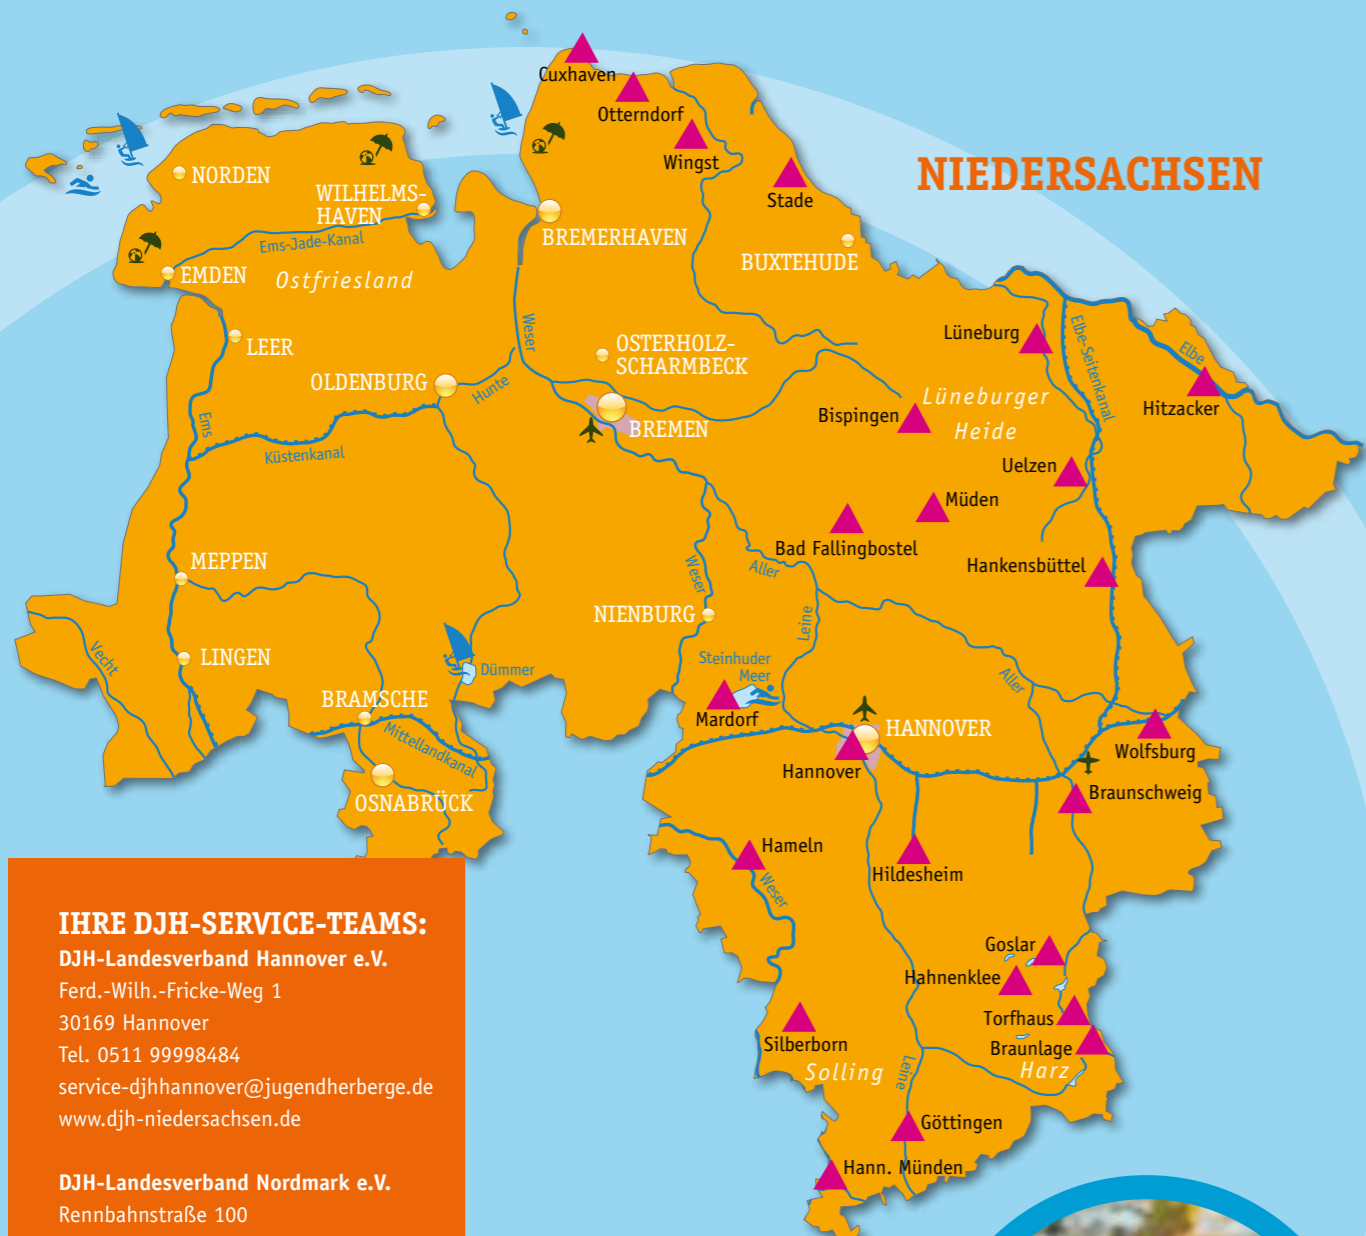 NIEDERSACHSEN
Cuxhaven
Otterndorf
Wingst
Stade
NORDEN
WILHELMS-
HAVEN
Ems-Jade-Kanal
EMDEN
Ostfriesland
BREMERHAVEN
BUXTEHUDE
LEER
Weser
OSTERHOLZ-
SCHARMBECK
Lüneburg
Elbe-Seitenkanal
Elbe
OLDENBURG
Hunte
Hitzacker
Ems
Lüneburger
Heide
Bispingen
BREMEN
Küstenkanal
Uelzen
Müden
Bad Fallingbostel
Hankensbüttel
MEPPEN
Weser
Aller
NIENBURG
Leine
Vecht
LINGEN
Dümmer
Steinhuder
Meer
Aller
BRAMSCHE
Mardorf
Mittellandkanal
HANNOVER
Hannover
Wolfsburg
Braunschweig
OSNABRÜCK
Hameln
Weser
Hildesheim
Goslar
Hahnenklee
Torfhaus
Braunlage
Harz
Silberborn
Solling
Leine
Göttingen
Hann. Münden
IHRE DJH-SERVICE-TEAMS:
DJH-Landesverband Hannover e.V.
Ferd.-Wilh.-Fricke-Weg 1
30169 Hannover
Tel. 0511 99998484
service-djhhannover@jugendherberge.de
www.djh-niedersachsen.de
DJH-Landesverband Nordmark e.V.
Rennbahnstraße 100